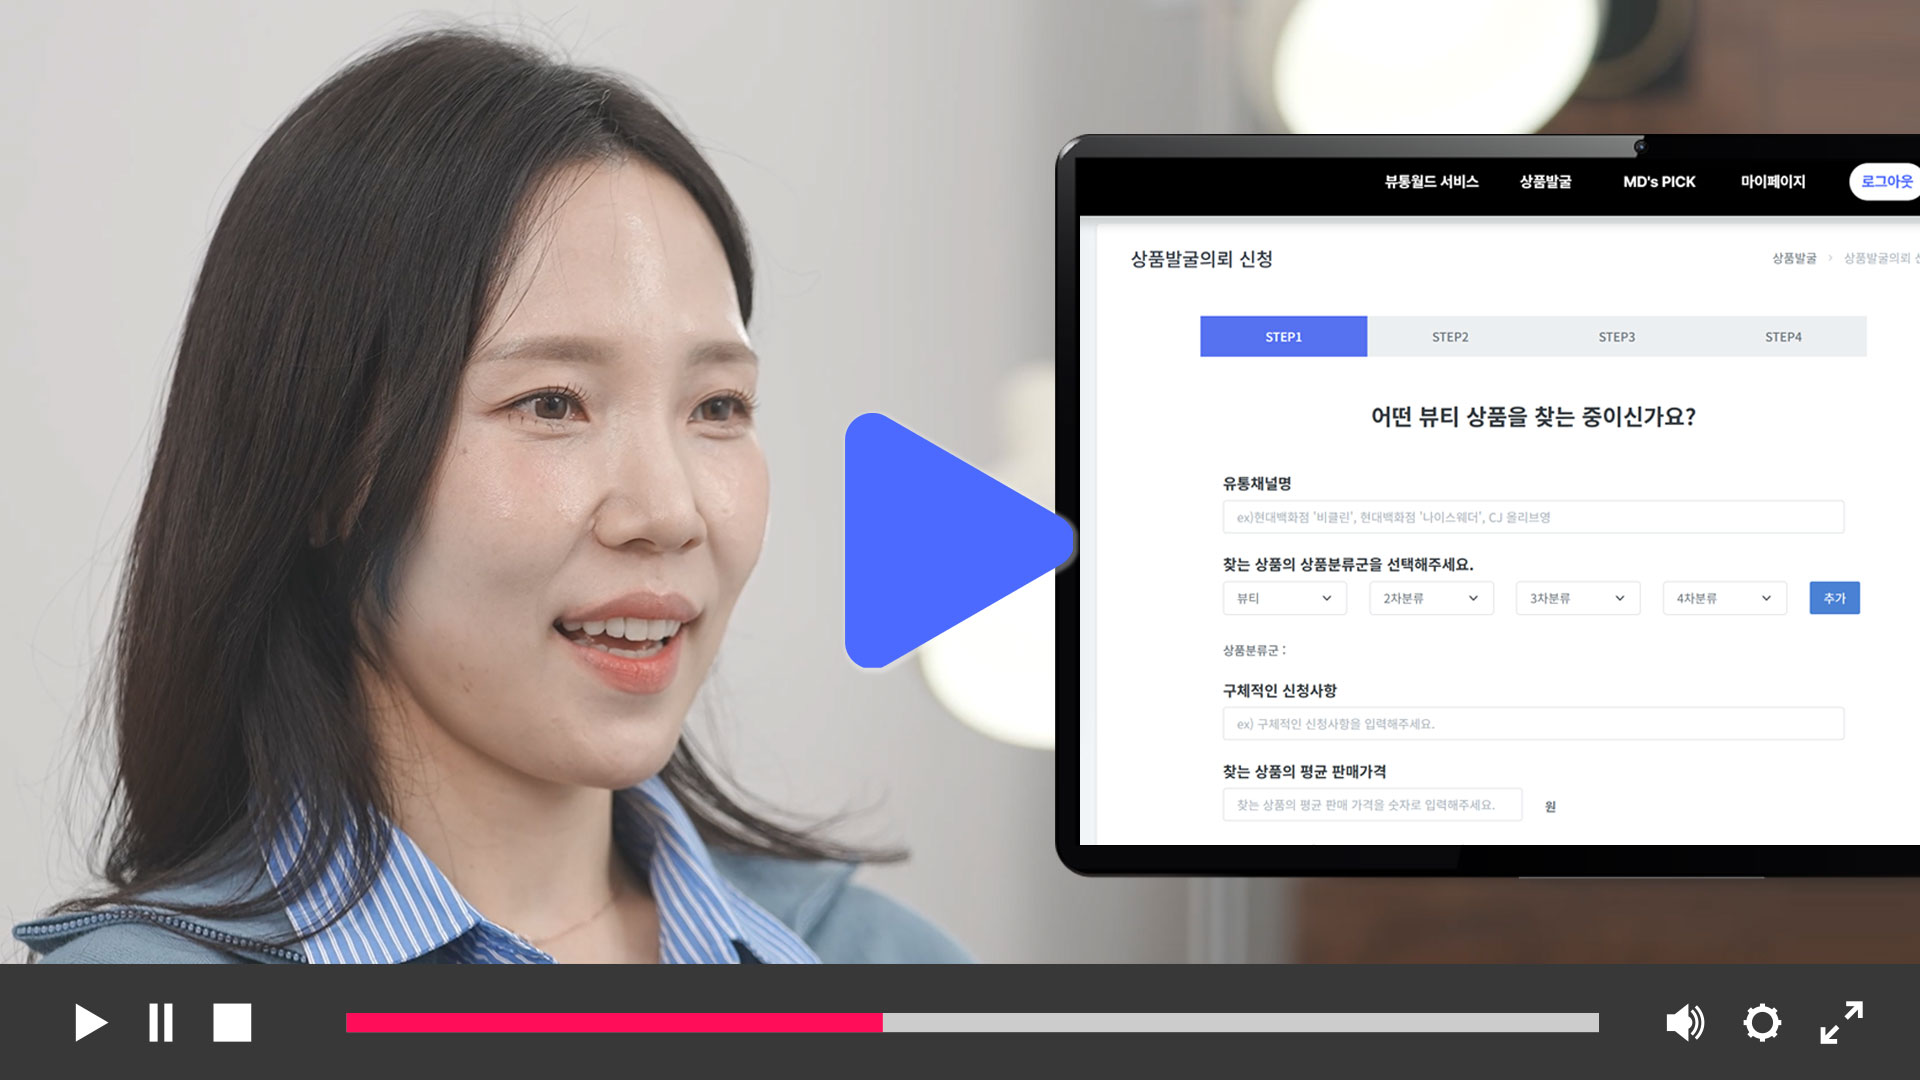 뷰통월드 서비스 상품발굴 MD's PICK 마이페이지 로그아웃
상품발굴의뢰 신청 상품발굴 > 상품발굴의뢰
STEP1 STEP2 STEP3 STEP4
어떤 뷰티 상품을 찾는 중이신가요?
유통채널명
ex)현대백화점 '비클린', 현대백화점 '나이스웨더', CJ 올리브영
찾는 상품의 상품분류군을 선택해주세요.
뷰티 2차분류 3차분류 4차분류 추가
상품분류군 :
구체적인 신청사항
ex) 구체적인 신청사항을 입력해주세요.
찾는 상품의 평균 판매가격
찾는 상품의 평균 판매 가격을 숫자로 입력해주세요. 원